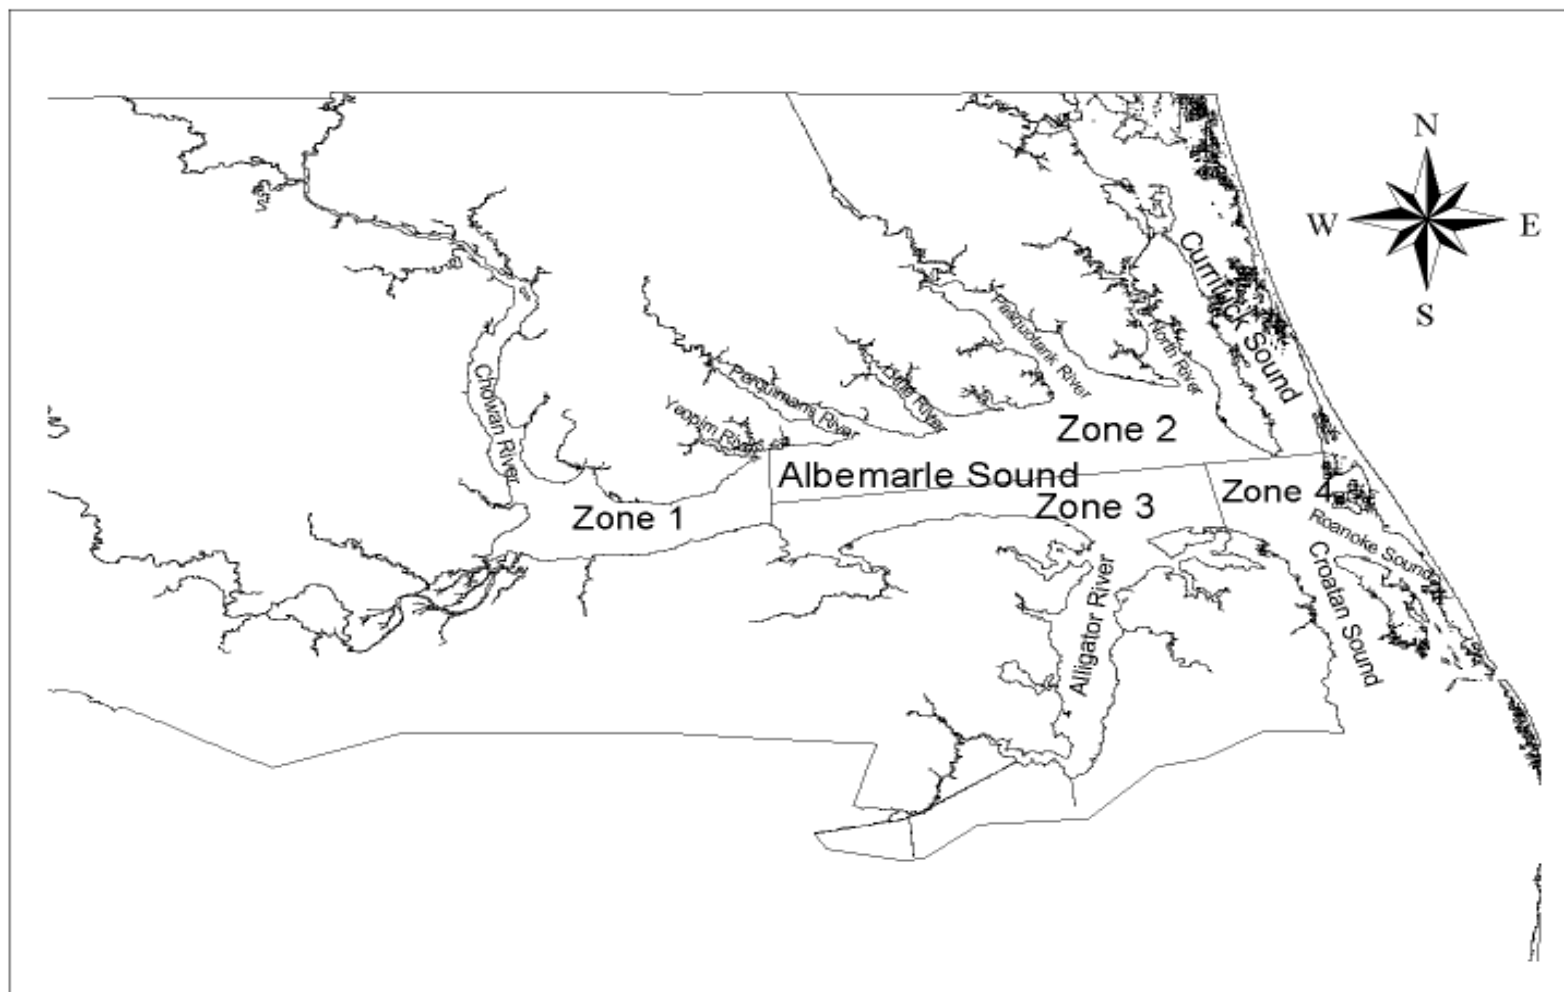 N
W
E
S
Currituck Sound
Pasquotank River
North River
Little River
Perquimans River
Yeopim River
Chowan River
Zone 2
Albemarle Sound
Zone 1
Zone 3
Zone 4
Roanoke Sound
Croatan Sound
Alligator River